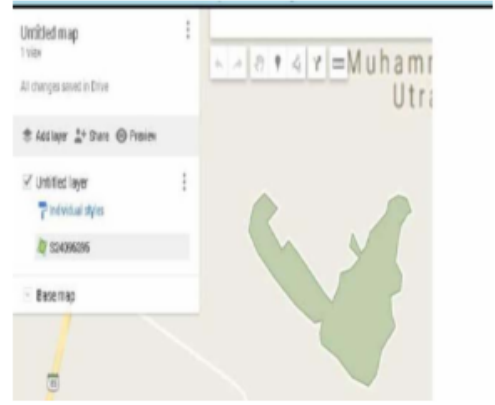 Untitled map
1 view
All changes saved in Drive
Add layer Share Preview
Untitled layer
Individual styles
Base map
Muhamm
Utra